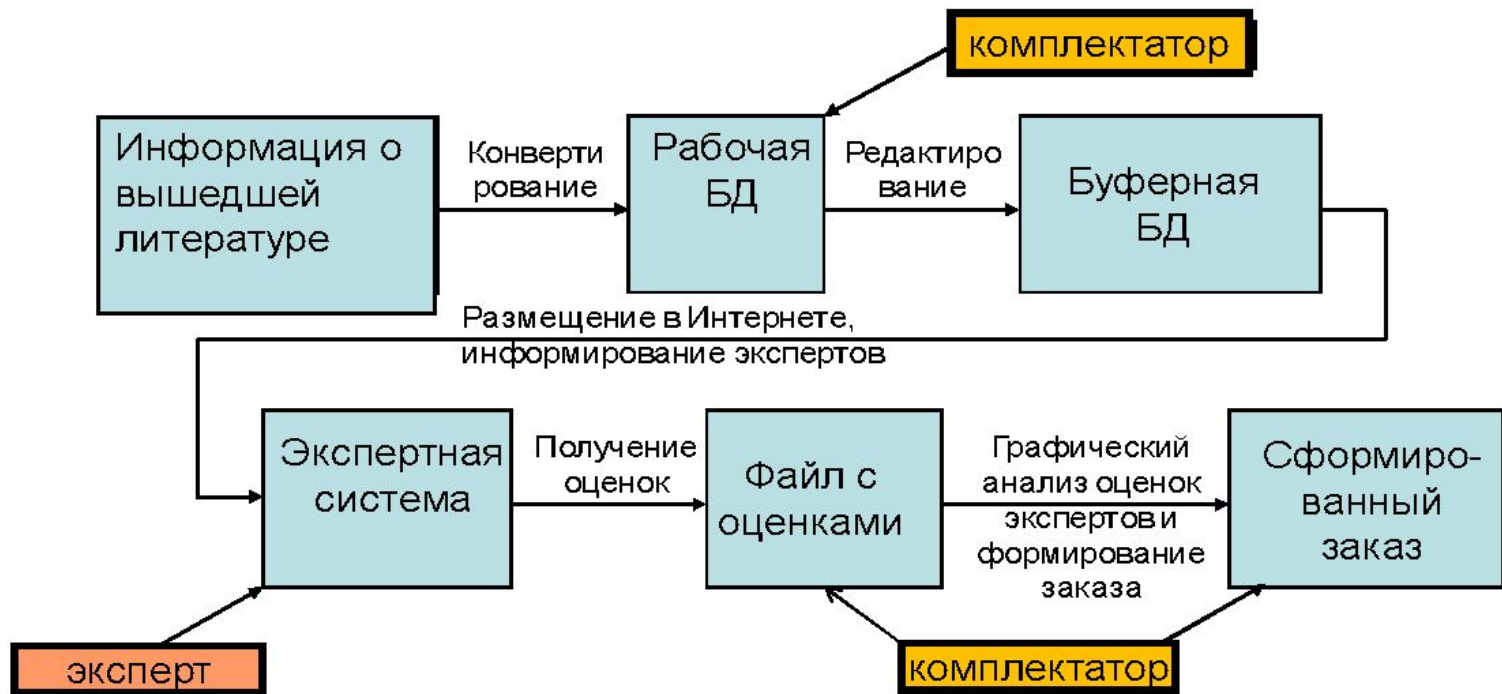 комплектатор
Информация о
вышедшей
литературе
Конверти
рование
Рабочая
БД
Редактиро
вание
Буферная
БД
Размещение в Интернете,
информирование экспертов
Экспертная
система
Получение
оценок
Файл с
оценками
Графический
анализ оценок
экспертов и
формирование
заказа
Сформиро-
ванный
заказ
эксперт
комплектатор